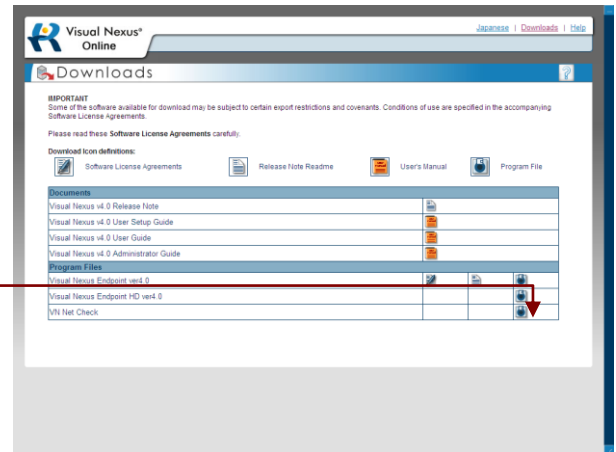 Visual Nexus®
Online
Japanese | Downloads | Help
Downloads
?
IMPORTANT
Some of the software available for download may be subject to certain export restrictions and covenants. Conditions of use are specified in the accompanying
Software License Agreements.
Please read these Software License Agreements carefully.
Download Icon definitions:
Software License Agreements Release Note Readme User's Manual Program File
Documents
Visual Nexus v4.0 Release Note
Visual Nexus v4.0 User Setup Guide
Visual Nexus v4.0 User Guide
Visual Nexus v4.0 Administrator Guide
Program Files
Visual Nexus Endpoint ver4.0
Visual Nexus Endpoint HD ver4.0
VN Net Check